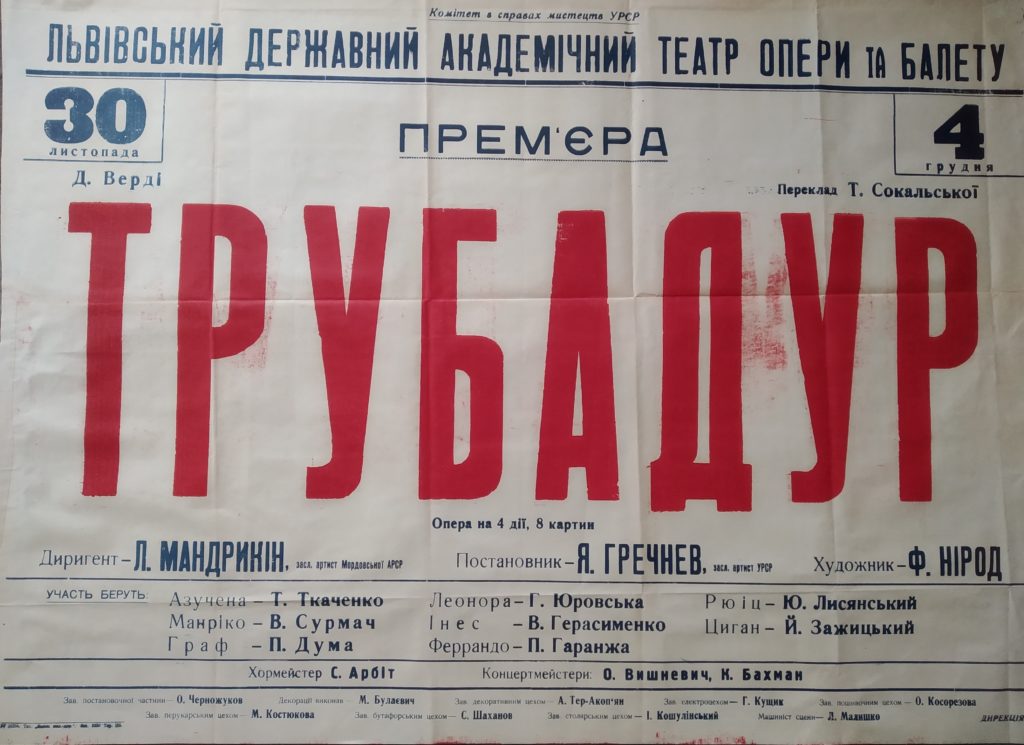 Комітет в справах мистецтв УРСР
ЛЬВІВСЬКИЙ ДЕРЖАВНИЙ АКАДЕМІЧНИЙ ТЕАТР ОПЕРИ ТА БАЛЕТУ
30
листопада
ПРЕМ'ЄРА
4
грудня
Д. Верді
Переклад Т. Сокальської
ТРУБАДУР
Опера на 4 дії, 8 картин
Диригент – Л. МАНДРИКІН, засл. артист Мордовської АРСР Постановник – Я. ГРЕЧНЕВ, засл. артист УРСР Художник – Ф. НІРОД
УЧАСТЬ БЕРУТЬ: Азучена – Т. Ткаченко Леонора – Г. Юровська Рюіц – Ю. Лисянський
Манріко – В. Сурмач Інес – В. Герасименко Циган – Й. Зажицький
Граф – П. Дума Феррандо – П. Гаранжа
Хормейстер С. Арбіт Концертмейстери: О. Вишневич, К. Бахман
Зав. постановочної частини – О. Черножуков Декорації виконав – М. Булаєвич Зав. декоративним цехом – А. Тер-Акоп'ян Зав. електроцехом – Г. Кущик Зав. пошивочним цехом – О. Косорезова
Зав. перукарським цехом – М. Костюкова Зав. бутафорським цехом – С. Шаханов Зав. столярським цехом – І. Кошулінський Машиніст сцени – Л. Малишко ДИРЕКЦІЯ